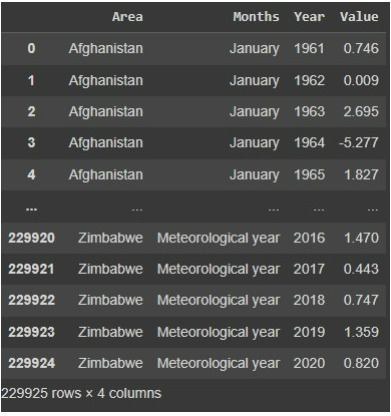 Area Months Year Value
0 Afghanistan January 1961 0.746
1 Afghanistan January 1962 0.009
2 Afghanistan January 1963 2.695
3 Afghanistan January 1964 -5.277
4 Afghanistan January 1965 1.827
... ... ... ... ...
229920 Zimbabwe Meteorological year 2016 1.470
229921 Zimbabwe Meteorological year 2017 0.443
229922 Zimbabwe Meteorological year 2018 0.747
229923 Zimbabwe Meteorological year 2019 1.359
229924 Zimbabwe Meteorological year 2020 0.820
229925 rows × 4 columns